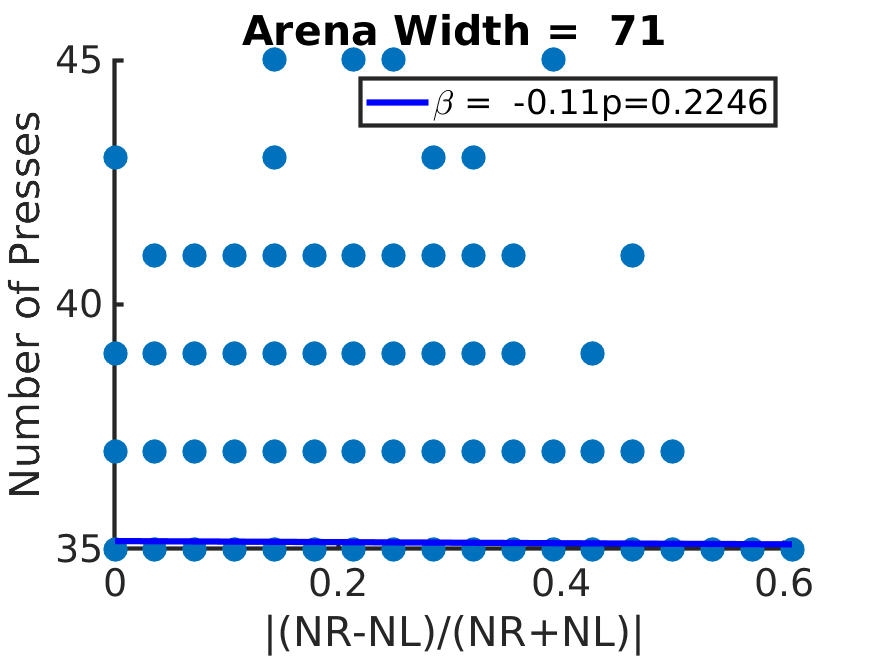 Arena Width =  71
45
β =  -0.11p=0.2246
40
35
0 0.2 0.4 0.6
Number of Presses
|(NR-NL)/(NR+NL)|